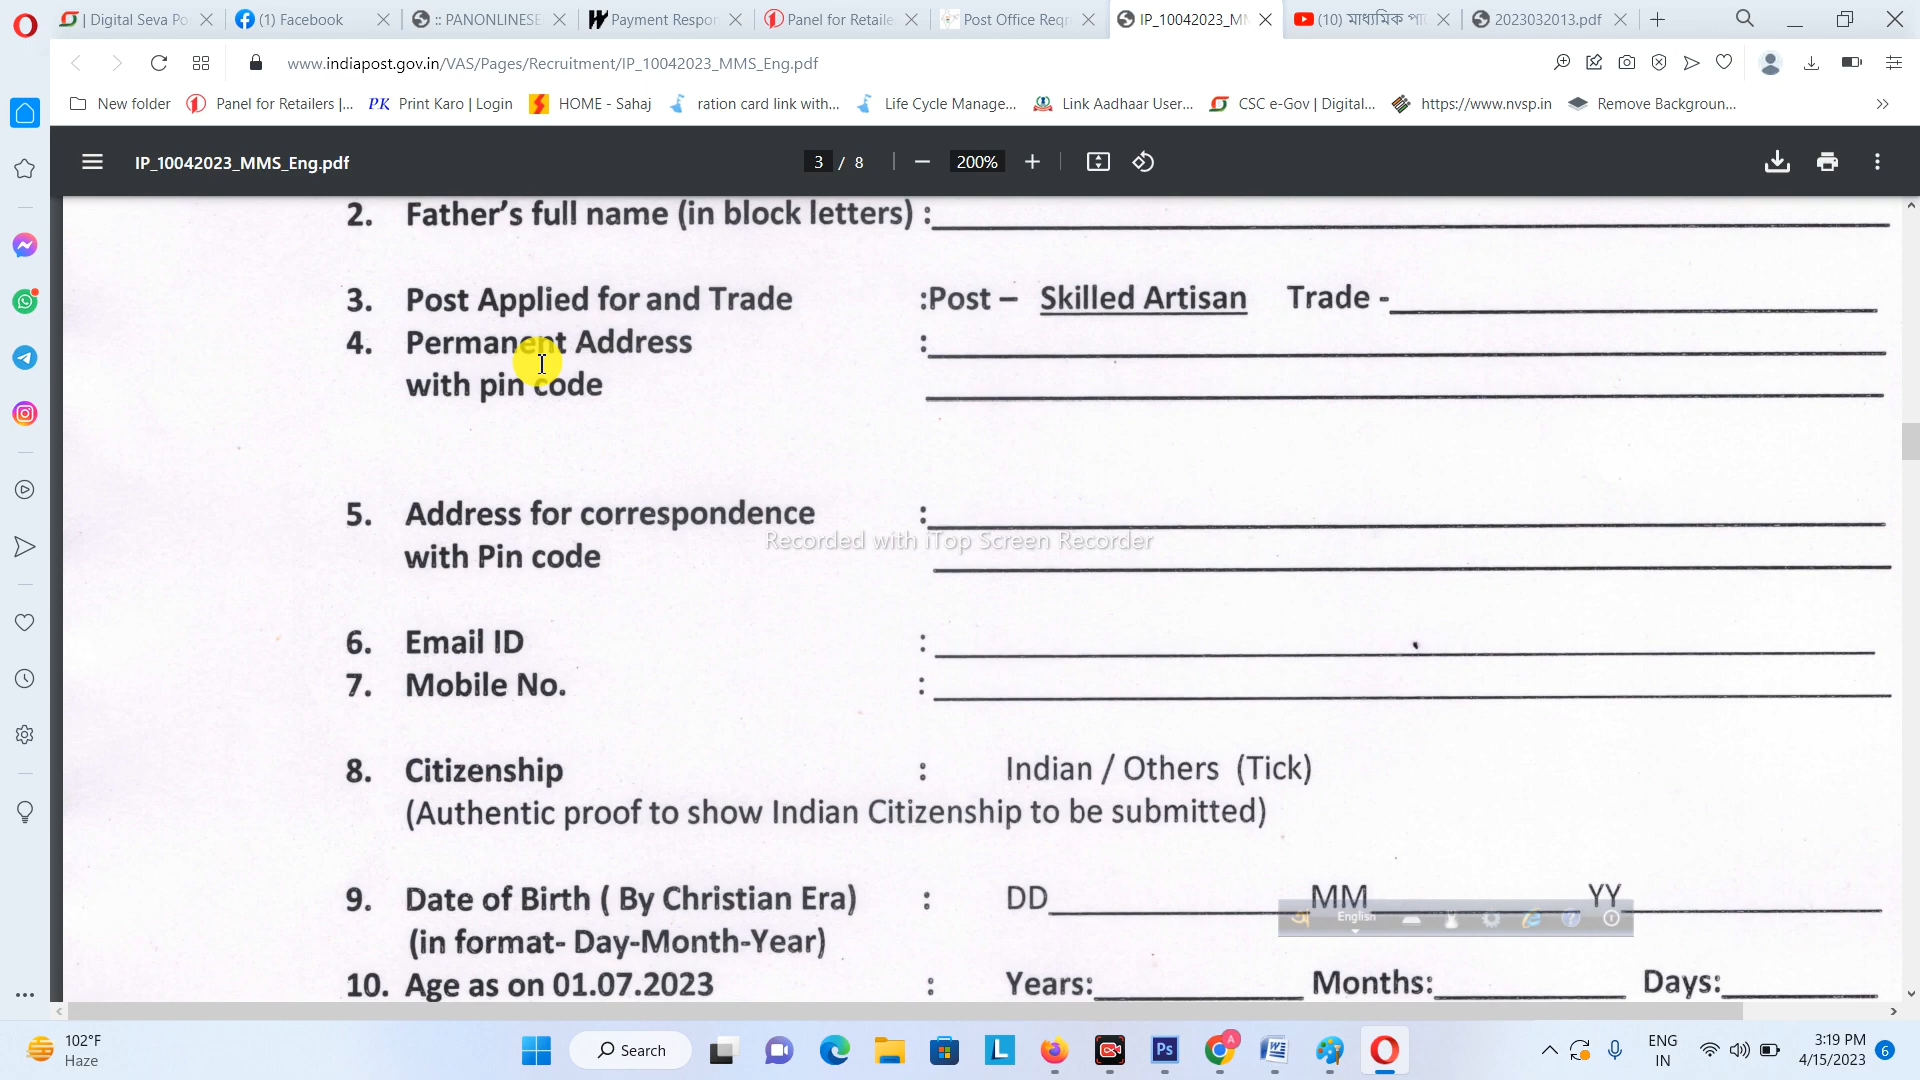 Digital Seva Po
(1) Facebook
:: PANONLINESE
Payment Respon
Panel for Retaile
Post Office Reqr
IP_10042023_MM
(10) মাধ্যমিক পা
2023032013.pdf
www.indiapost.gov.in/VAS/Pages/Recruitment/IP_10042023_MMS_Eng.pdf
New folder
Panel for Retailers |...
PK Print Karo | Login
HOME - Sahaj
ration card link with...
Life Cycle Manage...
Link Aadhaar User...
CSC e-Gov | Digital...
https://www.nvsp.in
Remove Backgroun...
IP_10042023_MMS_Eng.pdf
3 / 8
200%
2. Father's full name (in block letters) :
3. Post Applied for and Trade :Post – Skilled Artisan Trade -
4. Permanent Address :
with pin code
5. Address for correspondence :
Recorded with iTop Screen Recorder
with Pin code
6. Email ID :
7. Mobile No. :
8. Citizenship : Indian / Others (Tick)
(Authentic proof to show Indian Citizenship to be submitted)
9. Date of Birth ( By Christian Era) : DD MM YY
English
(in format- Day-Month-Year)
10. Age as on 01.07.2023 : Years: Months: Days:
102°F
Haze
Search
Ps
ENG
IN
3:19 PM
4/15/2023
6